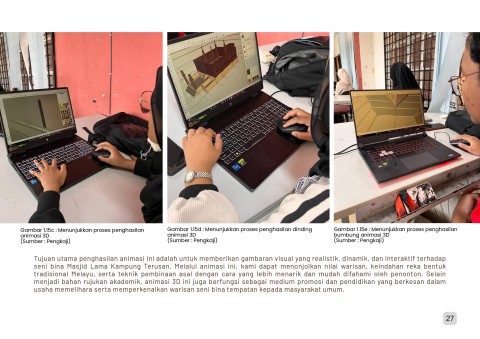 Gambar 1.15c : Menunjukkan proses penghasilan
animasi 3D
(Sumber : Pengkaji)
Gambar 1.15d : Menunjukkan proses penghasilan dinding
animasi 3D
(Sumber : Pengkaji)
Gambar 1.15e : Menunjukkan proses penghasilan
bumbung animasi 3D
(Sumber : Pengkaji)
Tujuan utama penghasilan animasi ini adalah untuk memberikan gambaran visual yang realistik, dinamik, dan interaktif terhadap
seni bina Masjid Lama Kampung Terusan. Melalui animasi ini, kami dapat menonjolkan nilai warisan, keindahan reka bentuk
tradisional Melayu, serta teknik pembinaan asal dengan cara yang lebih menarik dan mudah difahami oleh penonton. Selain
menjadi bahan rujukan akademik, animasi 3D ini juga berfungsi sebagai medium promosi dan pendidikan yang berkesan dalam
usaha memelihara serta memperkenalkan warisan seni bina tempatan kepada masyarakat umum.
27